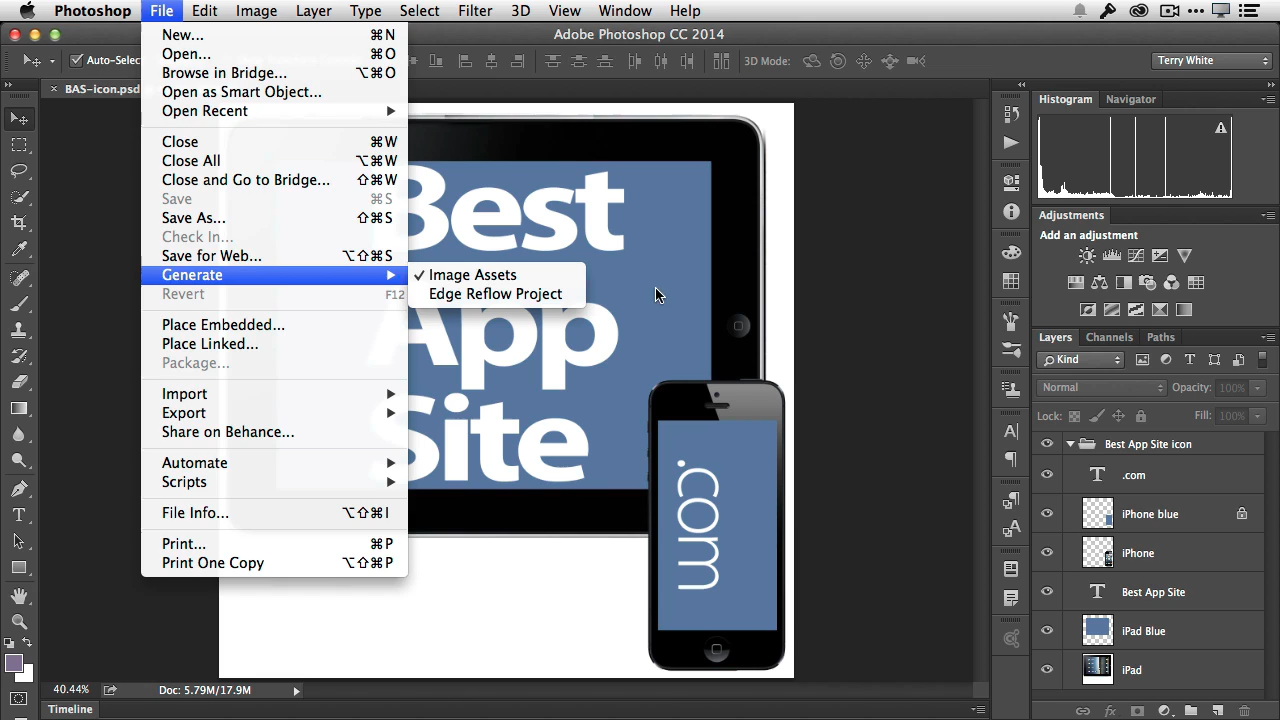 Photoshop File Edit Image Layer Type Select Filter 3D View Window Help
Adobe Photoshop CC 2014
Auto-Selec 3D Mode: Terry White
× BAS-icon.psd
New... ⌘N
Open... ⌘O
Browse in Bridge... ⌥⌘O
Open as Smart Object...
Open Recent
Close ⌘W
Close All ⌥⌘W
Close and Go to Bridge... ⇧⌘W
Save ⌘S
Save As... ⇧⌘S
Check In...
Save for Web... ⌥⇧⌘S
Generate
Revert F12
Place Embedded...
Place Linked...
Package...
Import
Export
Share on Behance...
Automate
Scripts
File Info... ⌥⇧⌘I
Print... ⌘P
Print One Copy ⌥⇧⌘P
✓ Image Assets
Edge Reflow Project
Best
App
Site
.com
Histogram Navigator
Adjustments
Add an adjustment
Layers Channels Paths
Kind
Normal Opacity: 100%
Lock: Fill: 100%
Best App Site icon
T .com
iPhone blue
iPhone
T Best App Site
iPad Blue
iPad
40.44% Doc: 5.79M/17.9M
Timeline